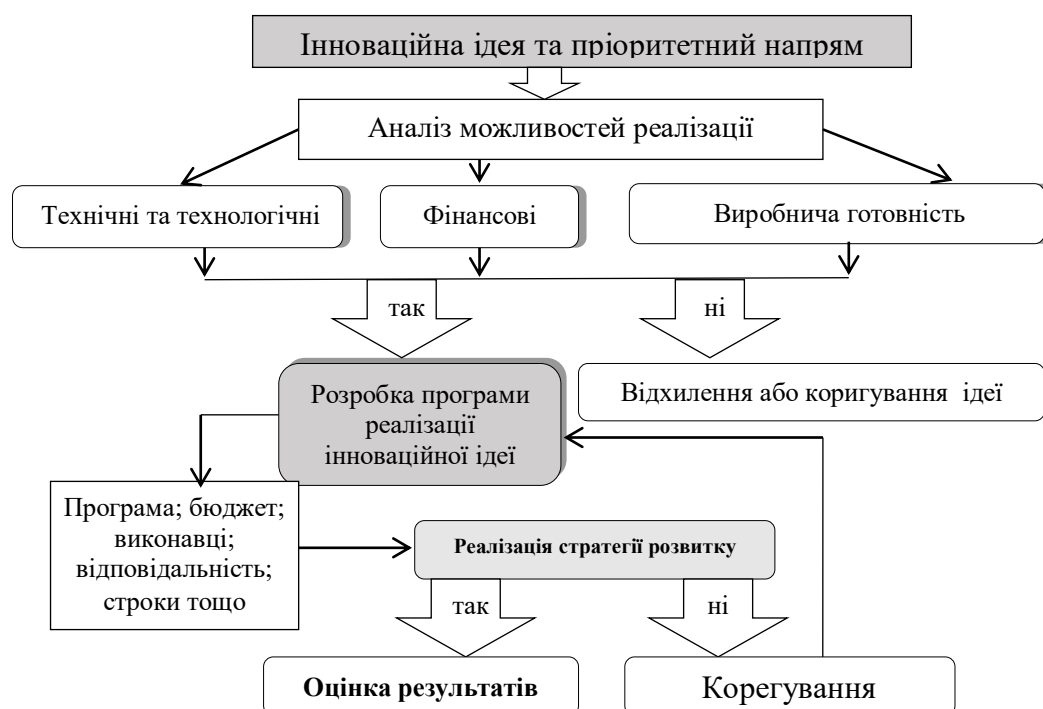 Інноваційна ідея та пріоритетний напрям
Аналіз можливостей реалізації
Технічні та технологічні
Фінансові
Виробнича готовність
так
ні
Розробка програми
реалізації
інноваційної ідеї
Відхилення або коригування ідеї
Програма; бюджет;
виконавці;
відповідальність;
строки тощо
Реалізація стратегії розвитку
так
ні
Оцінка результатів
Корегування